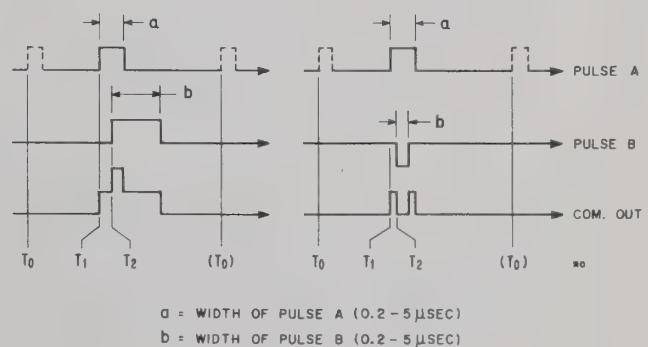 a a
PULSE A
b b
PULSE B
COM. OUT
T0 T1 T2 (T0) T0 T1 T2 (T0)
a = WIDTH OF PULSE A (0.2-5 μSEC)
b = WIDTH OF PULSE B (0.2-5 μSEC)